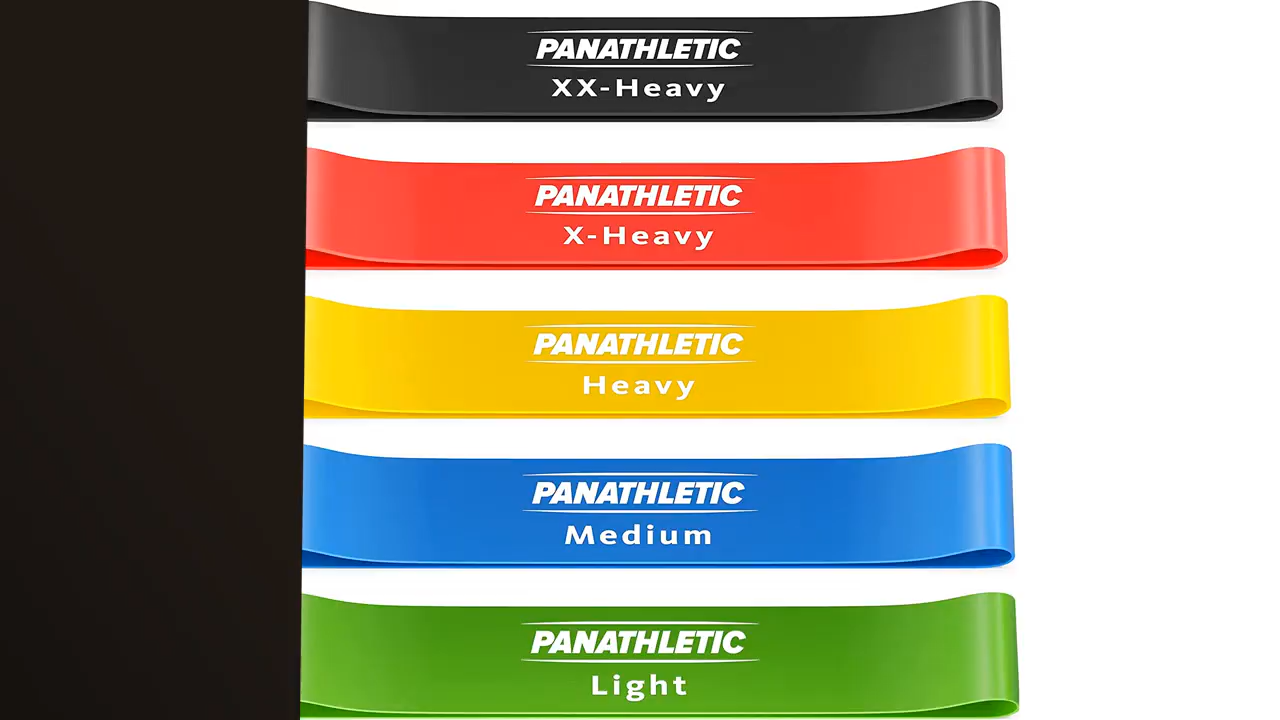 PANATHLETIC
XX-Heavy
PANATHLETIC
X-Heavy
PANATHLETIC
Heavy
PANATHLETIC
Medium
PANATHLETIC
Light